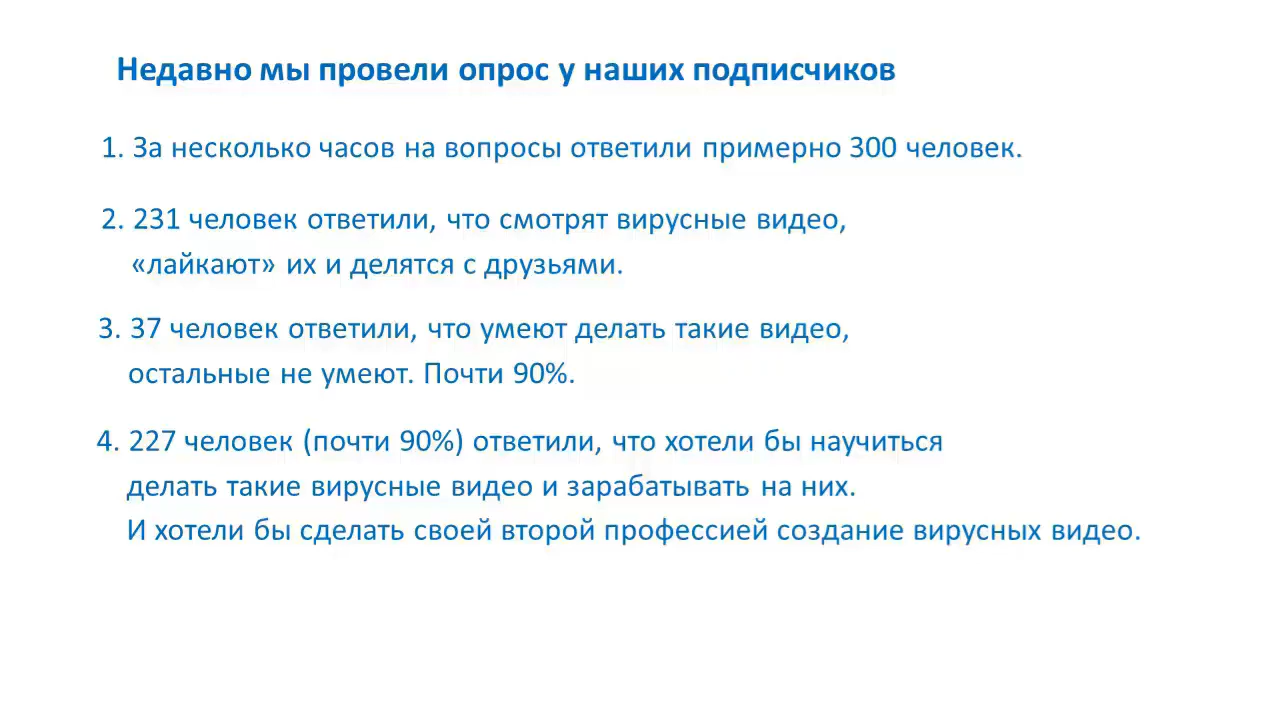 Недавно мы провели опрос у наших подписчиков
1. За несколько часов на вопросы ответили примерно 300 человек.
2. 231 человек ответили, что смотрят вирусные видео,
«лайкают» их и делятся с друзьями.
3. 37 человек ответили, что умеют делать такие видео,
остальные не умеют. Почти 90%.
4. 227 человек (почти 90%) ответили, что хотели бы научиться
делать такие вирусные видео и зарабатывать на них.
И хотели бы сделать своей второй профессией создание вирусных видео.